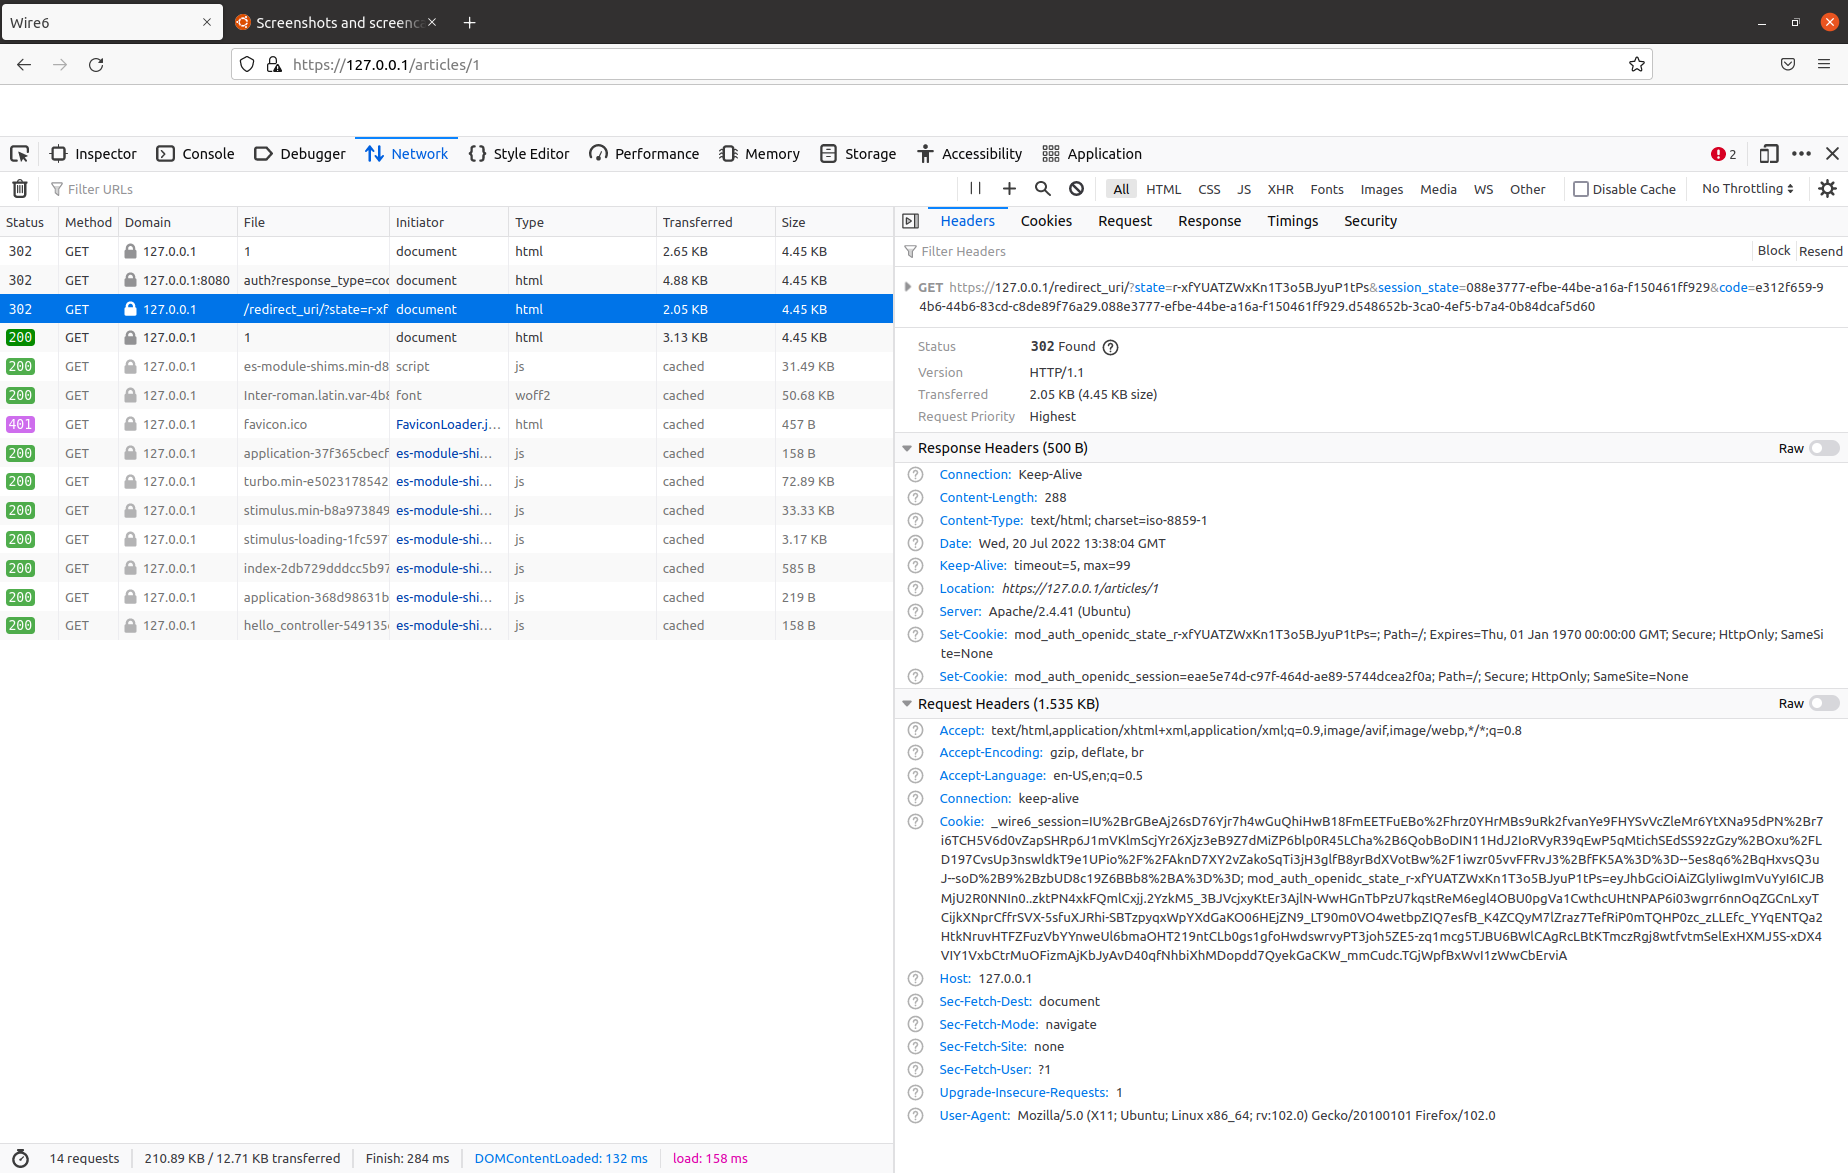 Wire6
Screenshots and screenca
https://127.0.0.1/articles/1
Inspector Console Debugger Network Style Editor Performance Memory Storage Accessibility Application 2
Filter URLs All HTML CSS JS XHR Fonts Images Media WS Other Disable Cache No Throttling
Status Method Domain File Initiator Type Transferred Size
302 GET 127.0.0.1 1 document html 2.65 KB 4.45 KB
302 GET 127.0.0.1:8080 auth?response_type=coc document html 4.88 KB 4.45 KB
302 GET 127.0.0.1 /redirect_uri/?state=r-xf document html 2.05 KB 4.45 KB
200 GET 127.0.0.1 1 document html 3.13 KB 4.45 KB
200 GET 127.0.0.1 es-module-shims.min-d8 script js cached 31.49 KB
200 GET 127.0.0.1 Inter-roman.latin.var-4b8 font woff2 cached 50.68 KB
401 GET 127.0.0.1 favicon.ico FaviconLoader.j... html cached 457 B
200 GET 127.0.0.1 application-37f365cbecf es-module-shi... js cached 158 B
200 GET 127.0.0.1 turbo.min-e5023178542 es-module-shi... js cached 72.89 KB
200 GET 127.0.0.1 stimulus.min-b8a973849 es-module-shi... js cached 33.33 KB
200 GET 127.0.0.1 stimulus-loading-1fc597 es-module-shi... js cached 3.17 KB
200 GET 127.0.0.1 index-2db729dddcc5b97 es-module-shi... js cached 585 B
200 GET 127.0.0.1 application-368d98631b es-module-shi... js cached 219 B
200 GET 127.0.0.1 hello_controller-549135 es-module-shi... js cached 158 B
Headers Cookies Request Response Timings Security
Filter Headers Block Resend
GET https://127.0.0.1/redirect_uri/?state=r-xfYUATZWxKn1T3o5BJyuP1tPs&session_state=088e3777-efbe-44be-a16a-f150461ff929&code=e312f659-9
4b6-44b6-83cd-c8de89f76a29.088e3777-efbe-44be-a16a-f150461ff929.d548652b-3ca0-4ef5-b7a4-0b84dcaf5d60
Status 302 Found
Version HTTP/1.1
Transferred 2.05 KB (4.45 KB size)
Request Priority Highest
Response Headers (500 B) Raw
Connection: Keep-Alive
Content-Length: 288
Content-Type: text/html; charset=iso-8859-1
Date: Wed, 20 Jul 2022 13:38:04 GMT
Keep-Alive: timeout=5, max=99
Location: https://127.0.0.1/articles/1
Server: Apache/2.4.41 (Ubuntu)
Set-Cookie: mod_auth_openidc_state_r-xfYUATZWxKn1T3o5BJyuP1tPs=; Path=/; Expires=Thu, 01 Jan 1970 00:00:00 GMT; Secure; HttpOnly; SameSi
te=None
Set-Cookie: mod_auth_openidc_session=eae5e74d-c97f-464d-ae89-5744dcea2f0a; Path=/; Secure; HttpOnly; SameSite=None
Request Headers (1.535 KB) Raw
Accept: text/html,application/xhtml+xml,application/xml;q=0.9,image/avif,image/webp,*/*;q=0.8
Accept-Encoding: gzip, deflate, br
Accept-Language: en-US,en;q=0.5
Connection: keep-alive
Cookie: _wire6_session=IU%2BrGBeAj26sD76Yjr7h4wGuQhiHwB18FmEETFuEBo%2Fhrz0YHrMBs9uRk2fvanYe9FHYSvVcZleMr6YtXNa95dPN%2Br7
i6TCH5V6d0vZapSHRp6J1mVKlmScjYr26Xjz3eB9Z7dMiZP6blp0R45LCha%2B6QobBoDIN11HdJ2IoRVyR39qEwP5qMtichSEdSS92zGzy%2BOxu%2FL
D197CvsUp3nswldkT9e1UPio%2F%2FAknD7XY2vZakoSqTi3jH3glfB8yrBdXVotBw%2F1iwzr05vvFFRvJ3%2BfFK5A%3D%3D--5es8q6%2BqHxvsQ3u
J--soD%2B9%2BzbUD8c19Z6BBb8%2BA%3D%3D; mod_auth_openidc_state_r-xfYUATZWxKn1T3o5BJyuP1tPs=eyJhbGciOiAiZGlyIiwgImVuYyI6ICJB
MjU2R0NNIn0..zktPN4xkFQmlCxjj.2YzkM5_3BJVcjxyKtEr3AjlN-WwHGnTbPzU7kqstReM6egl4OBU0pgVa1CwthcUHtNPAP6i03wgrr6nnOqZGCnLxyT
CijkXNprCffrSVX-5sfuXJRhi-SBTzpyqxWpYXdGaKO06HEjZN9_LT90m0VO4wetbpZIQ7esfB_K4ZCQyM7lZraz7TefRiP0mTQHP0zc_zLLEfc_YYqENTQa2
HtkNruvHTFZFuzVbYYnweUl6bmaOHT219ntCLb0gs1gfoHwdswrvyPT3joh5ZE5-zq1mcg5TJBU6BWlCAgRcLBtKTmczRgj8wtfvtmSelExHXMJ5S-xDX4
VIY1VxbCtrMuOFizmAjKbJyAvD40qfNhbiXhMDopdd7QyekGaCKW_mmCudc.TGjWpfBxWvI1zWwCbErviA
Host: 127.0.0.1
Sec-Fetch-Dest: document
Sec-Fetch-Mode: navigate
Sec-Fetch-Site: none
Sec-Fetch-User: ?1
Upgrade-Insecure-Requests: 1
User-Agent: Mozilla/5.0 (X11; Ubuntu; Linux x86_64; rv:102.0) Gecko/20100101 Firefox/102.0
14 requests 210.89 KB / 12.71 KB transferred Finish: 284 ms DOMContentLoaded: 132 ms load: 158 ms